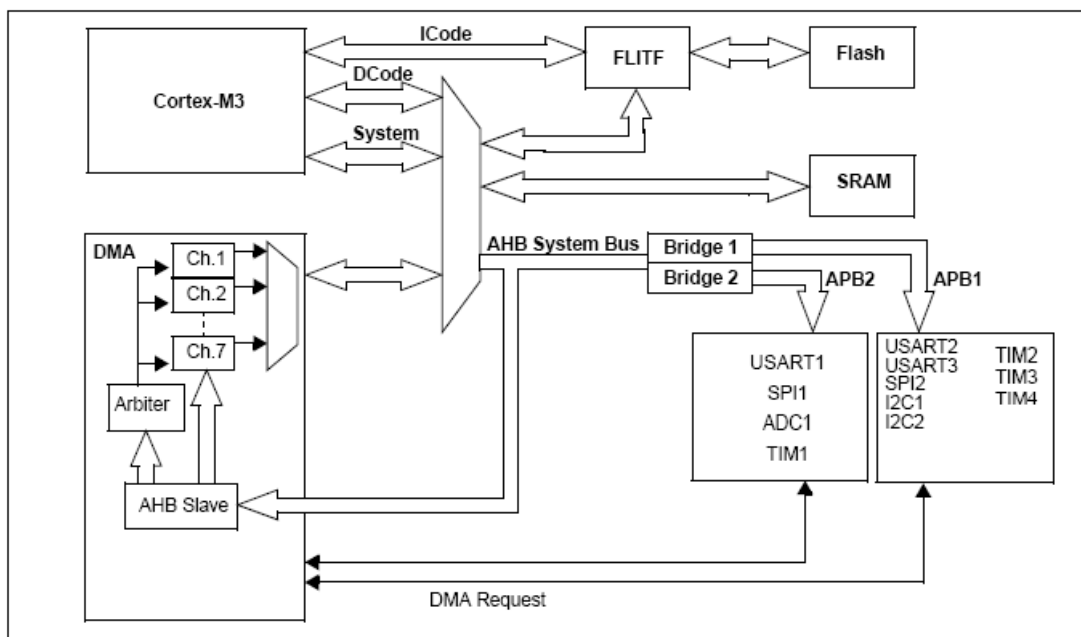 ICode
Cortex-M3
DCode
System
FLITF
Flash
SRAM
DMA
Ch.1
Ch.2
Ch.7
Arbiter
AHB Slave
AHB System Bus
Bridge 1
Bridge 2
APB2
APB1
USART1
SPI1
ADC1
TIM1
USART2
USART3
SPI2
I2C1
I2C2
TIM2
TIM3
TIM4
DMA Request